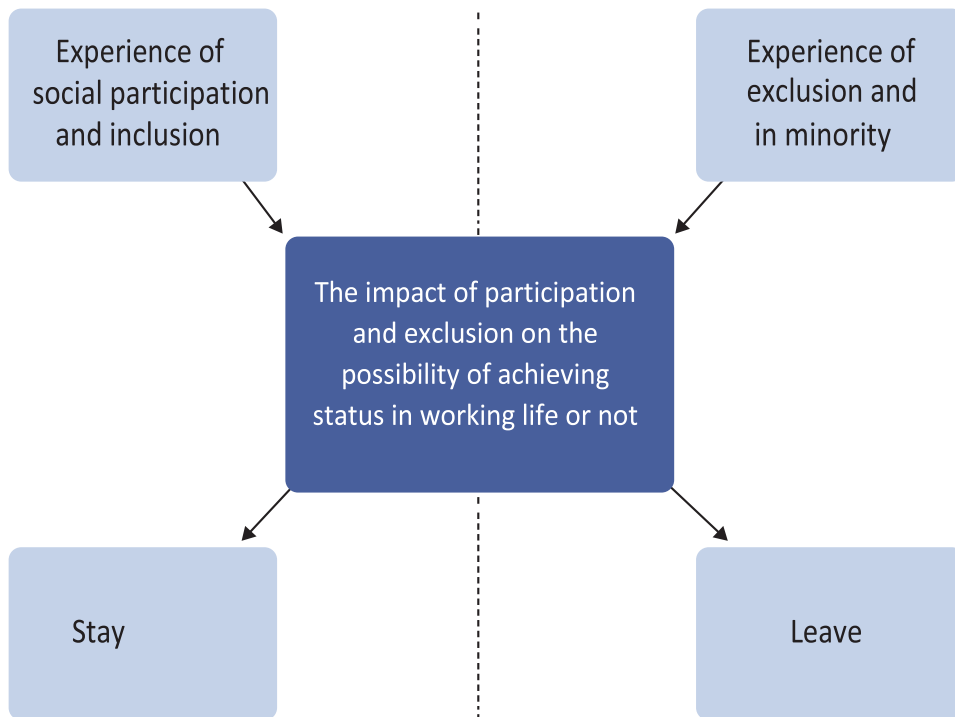 Experience of
social participation
and inclusion
Experience of
exclusion and
in minority
The impact of participation
and exclusion on the
possibility of achieving
status in working life or not
Stay
Leave